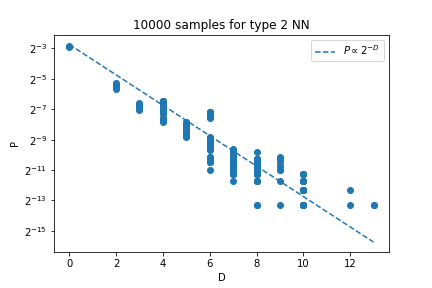 10000 samples for type 2 NN
P ∝ 2⁻ᴰ
2⁻³
2⁻⁵
2⁻⁷
2⁻⁹
2⁻¹¹
2⁻¹³
2⁻¹⁵
P
0 2 4 6 8 10 12
D